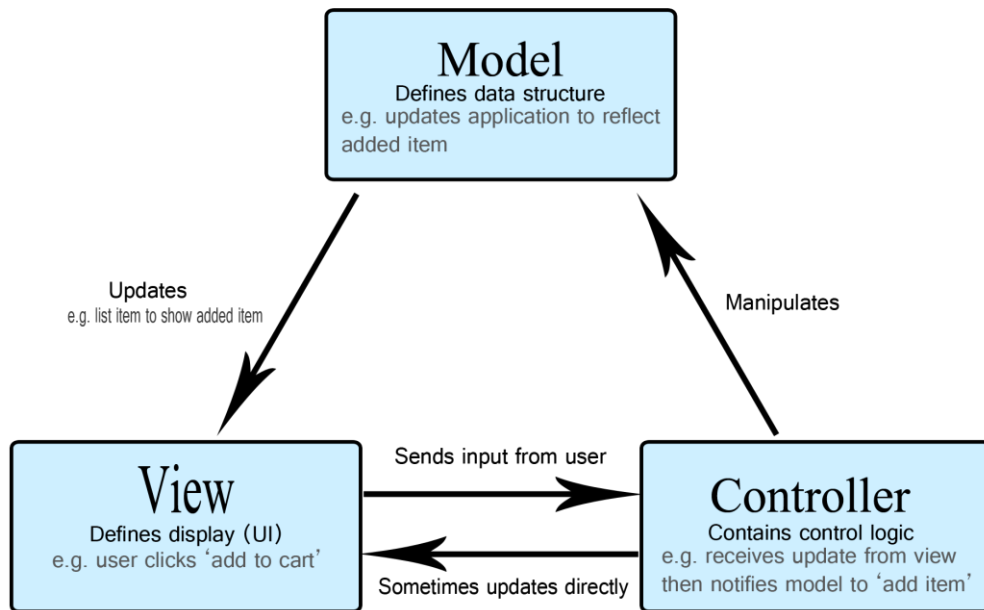 Model
Defines data structure
e.g. updates application to reflect
added item
Updates
e.g. list item to show added item
Manipulates
View
Defines display (UI)
e.g. user clicks ‘add to cart’
Sends input from user
Sometimes updates directly
Controller
Contains control logic
e.g. receives update from view
then notifies model to ‘add item’